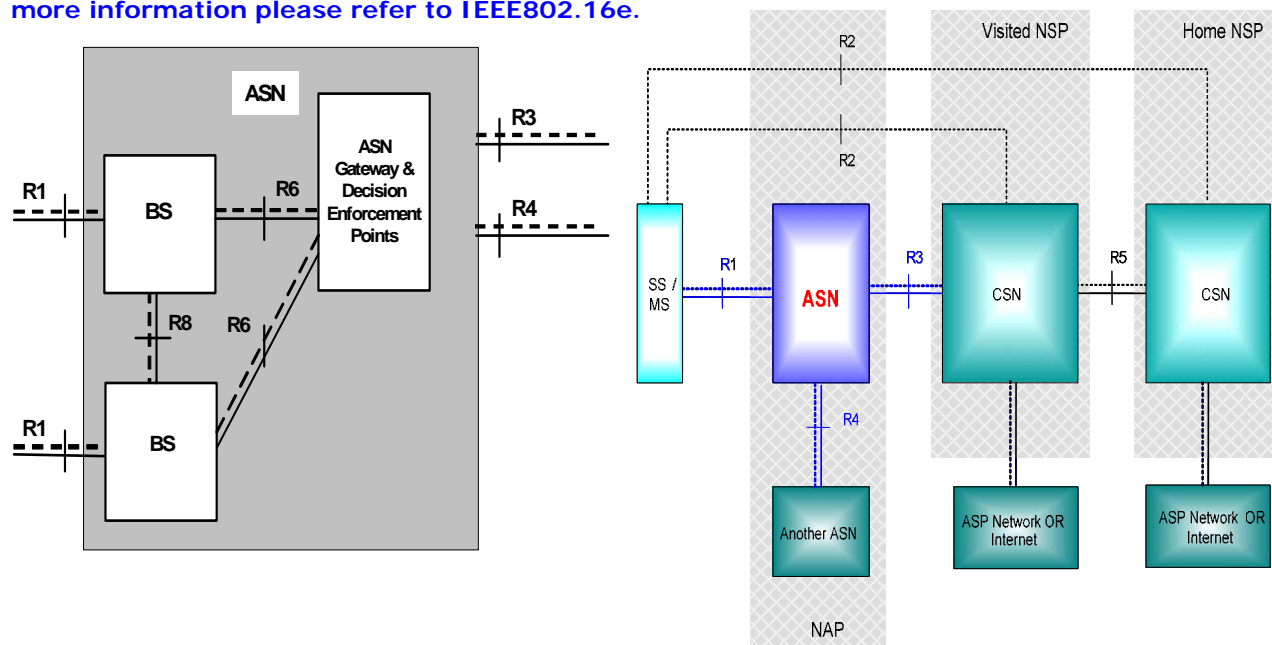 more information please refer to IEEE802.16e.
ASN
ASN
Gateway &
Decision
Enforcement
Points
R3
R4
R1
BS
R6
R8
R6
R1
BS
Visited NSP
Home NSP
R2
R2
SS /
MS
R1
ASN
R3
CSN
R5
CSN
R4
Another ASN
ASP Network OR
Internet
ASP Network OR
Internet
NAP